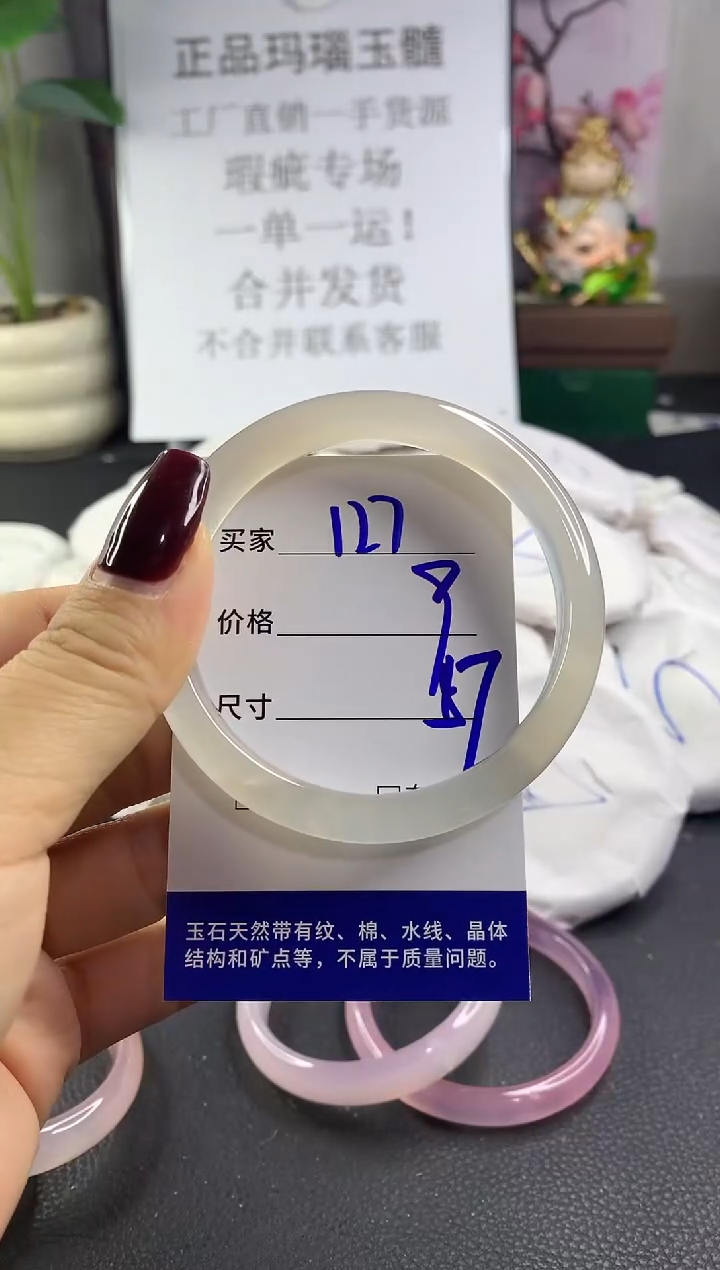 正品玛瑙玉髓
工厂直销一手货源
瑕疵专场
一单一运！
合并发货
不合并联系客服
买家 127
价格
尺寸 57
玉石天然带有纹、棉、水线、晶体
结构和矿点等，不属于质量问题。